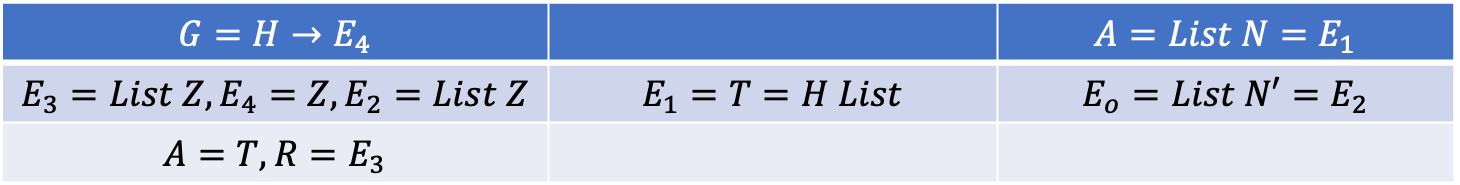 G = H → E₄
A = List N = E₁
E₃ = List Z, E₄ = Z, E₂ = List Z
E₁ = T = H List
Eₒ = List N′ = E₂
A = T, R = E₃